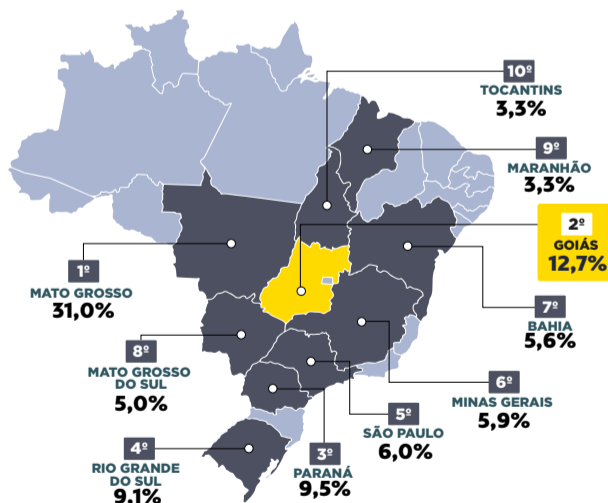 10º
TOCANTINS
3,3%
9º
MARANHÃO
3,3%
2º
GOIÁS
12,7%
1º
MATO GROSSO
31,0%
7º
BAHIA
5,6%
8º
MATO GROSSO
DO SUL
5,0%
6º
MINAS GERAIS
5,9%
5º
SÃO PAULO
6,0%
3º
PARANÁ
9,5%
4º
RIO GRANDE
DO SUL
9,1%